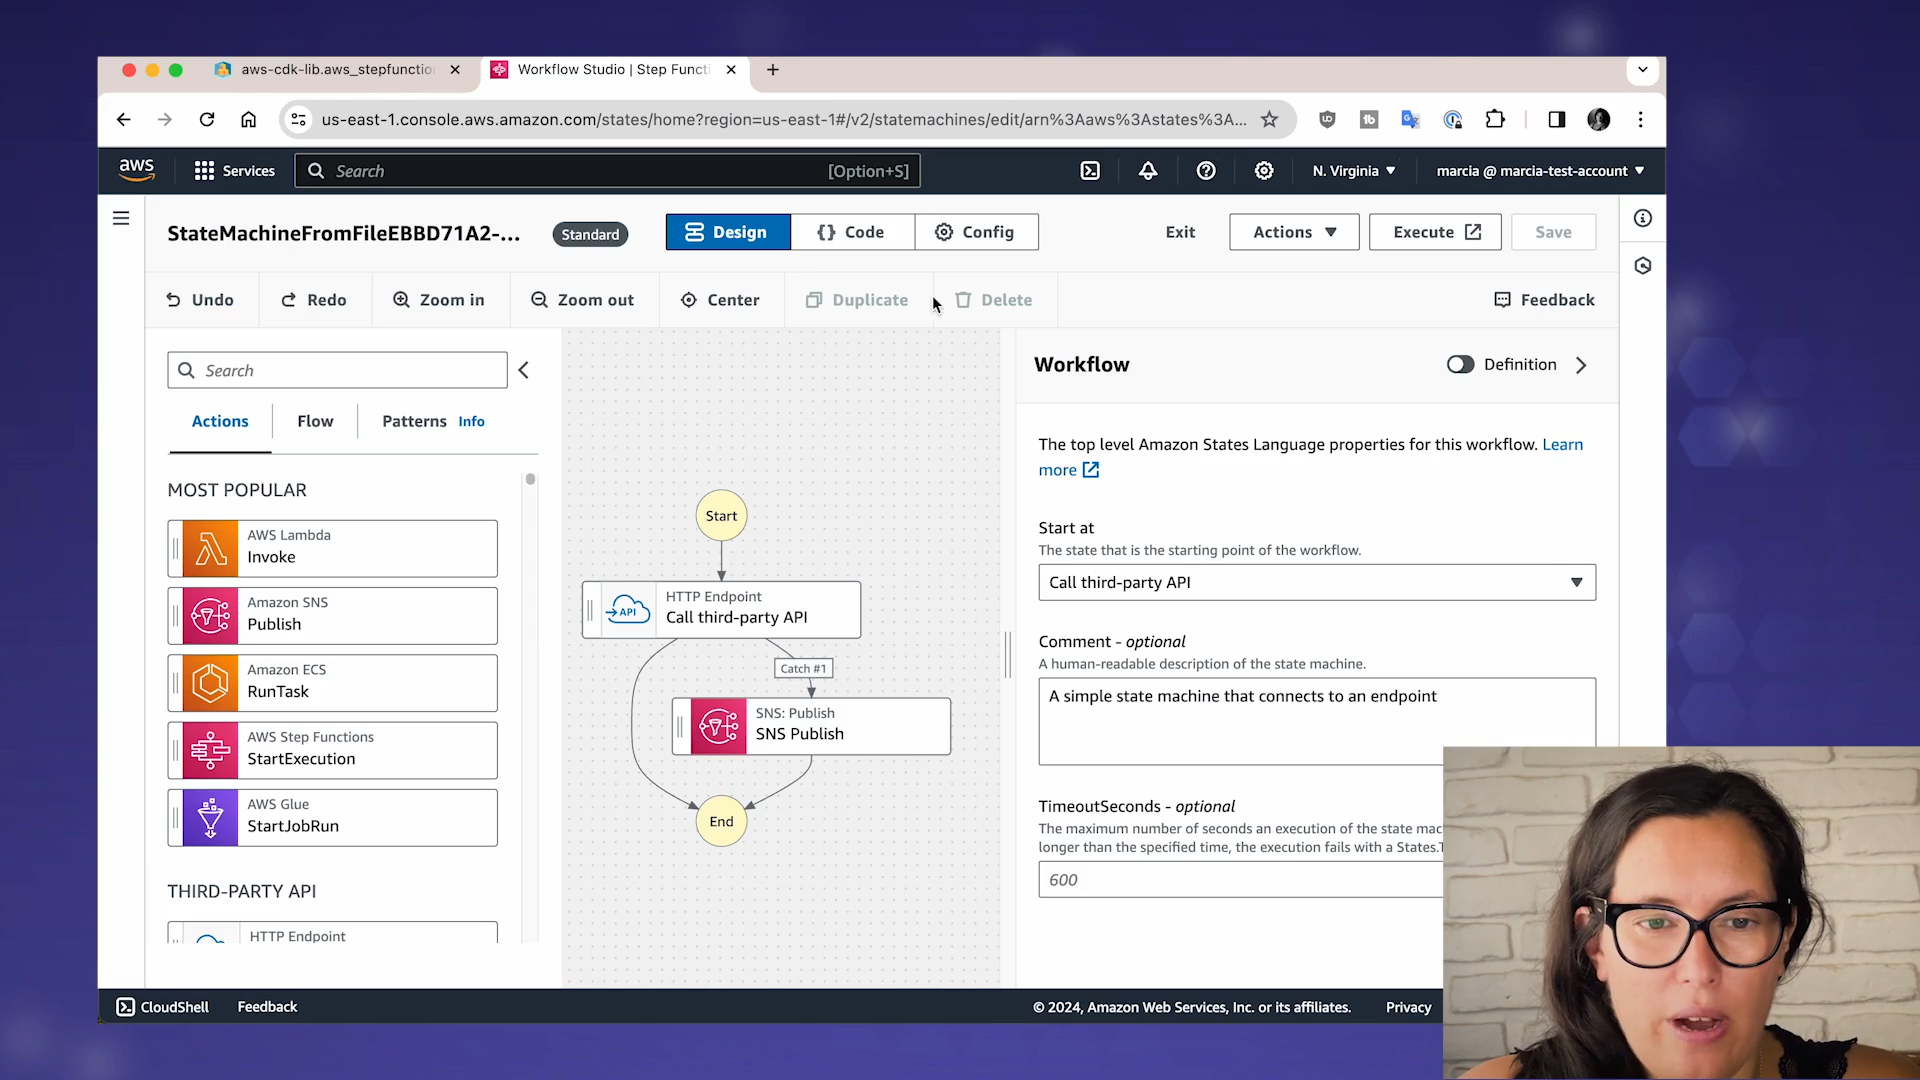 aws-cdk-lib.aws_stepfunctio
Workflow Studio | Step Functi
us-east-1.console.aws.amazon.com/states/home?region=us-east-1#/v2/statemachines/edit/arn%3Aaws%3Astates%3A...
aws
Services
Search
[Option+S]
N. Virginia
marcia @ marcia-test-account
StateMachineFromFileEBBD71A2-...
Standard
Design
{} Code
Config
Exit
Actions
Execute
Save
Undo
Redo
Zoom in
Zoom out
Center
Duplicate
Delete
Feedback
Search
Actions
Flow
Patterns Info
MOST POPULAR
AWS Lambda
Invoke
Amazon SNS
Publish
Amazon ECS
RunTask
AWS Step Functions
StartExecution
AWS Glue
StartJobRun
THIRD-PARTY API
HTTP Endpoint
Start
API
HTTP Endpoint
Call third-party API
Catch #1
SNS: Publish
SNS Publish
End
Workflow
Definition
The top level Amazon States Language properties for this workflow. Learn
more
Start at
The state that is the starting point of the workflow.
Call third-party API
Comment - optional
A human-readable description of the state machine.
A simple state machine that connects to an endpoint
TimeoutSeconds - optional
The maximum number of seconds an execution of the state mac
longer than the specified time, the execution fails with a States.T
600
CloudShell
Feedback
© 2024, Amazon Web Services, Inc. or its affiliates.
Privacy